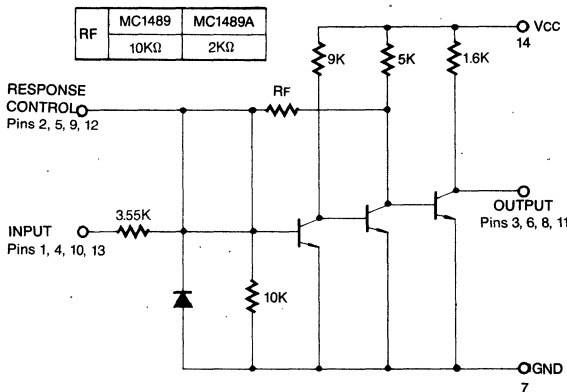 RF
MC1489 MC1489A
10KΩ 2KΩ
VCC
14
9K
5K
1.6K
RESPONSE
CONTROL
Pins 2, 5, 9, 12
RF
3.55K
INPUT
Pins 1, 4, 10, 13
OUTPUT
Pins 3, 6, 8, 11
10K
GND
7